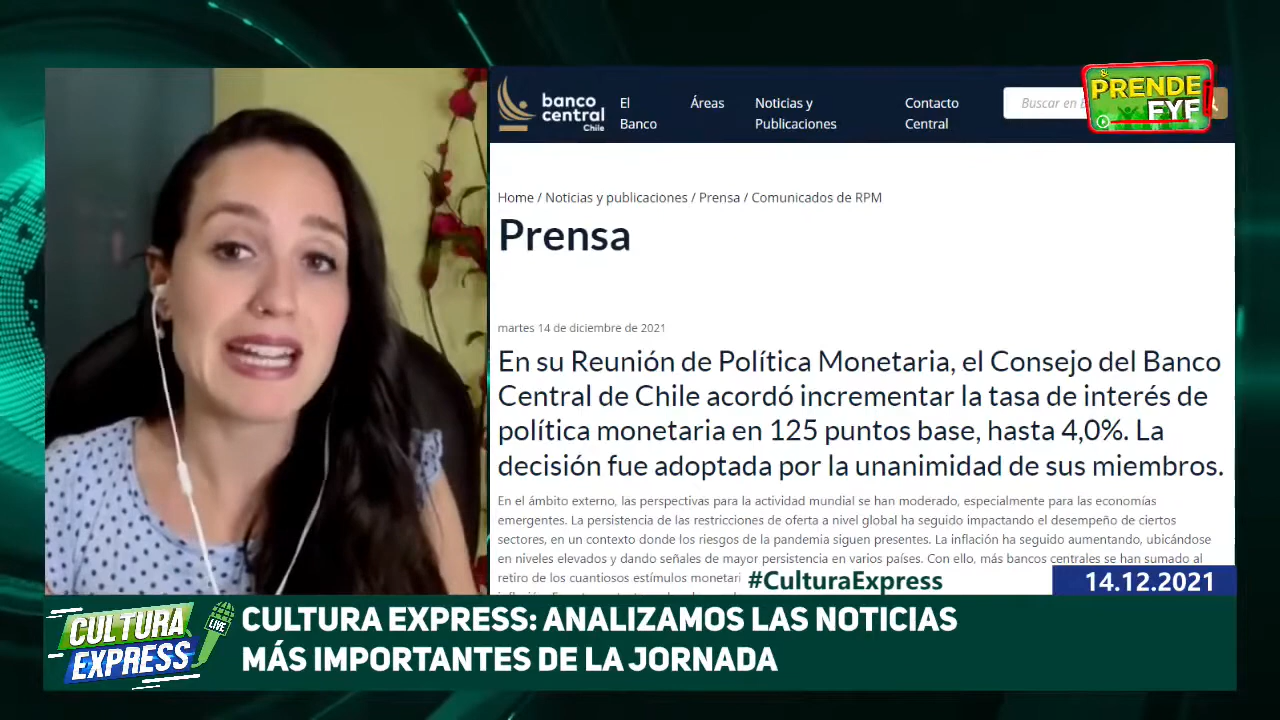 banco
central
Chile
El
Banco
Áreas
Noticias y
Publicaciones
Contacto
Central
Buscar en
& PRENDE
FYF
Home / Noticias y publicaciones / Prensa / Comunicados de RPM
Prensa
martes 14 de diciembre de 2021
En su Reunión de Política Monetaria, el Consejo del Banco
Central de Chile acordó incrementar la tasa de interés de
política monetaria en 125 puntos base, hasta 4,0%. La
decisión fue adoptada por la unanimidad de sus miembros.
En el ámbito externo, las perspectivas para la actividad mundial se han moderado, especialmente para las economías
emergentes. La persistencia de las restricciones de oferta a nivel global ha seguido impactando el desempeño de ciertos
sectores, en un contexto donde los riesgos de la pandemia siguen presentes. La inflación ha seguido aumentando, ubicándose
en niveles elevados y dando señales de mayor persistencia en varios países. Con ello, más bancos centrales se han sumado al
retiro de los cuantiosos estímulos monetari
#CulturaExpress
14.12.2021
CULTURA
EXPRESS
LIVE
CULTURA EXPRESS: ANALIZAMOS LAS NOTICIAS
MÁS IMPORTANTES DE LA JORNADA